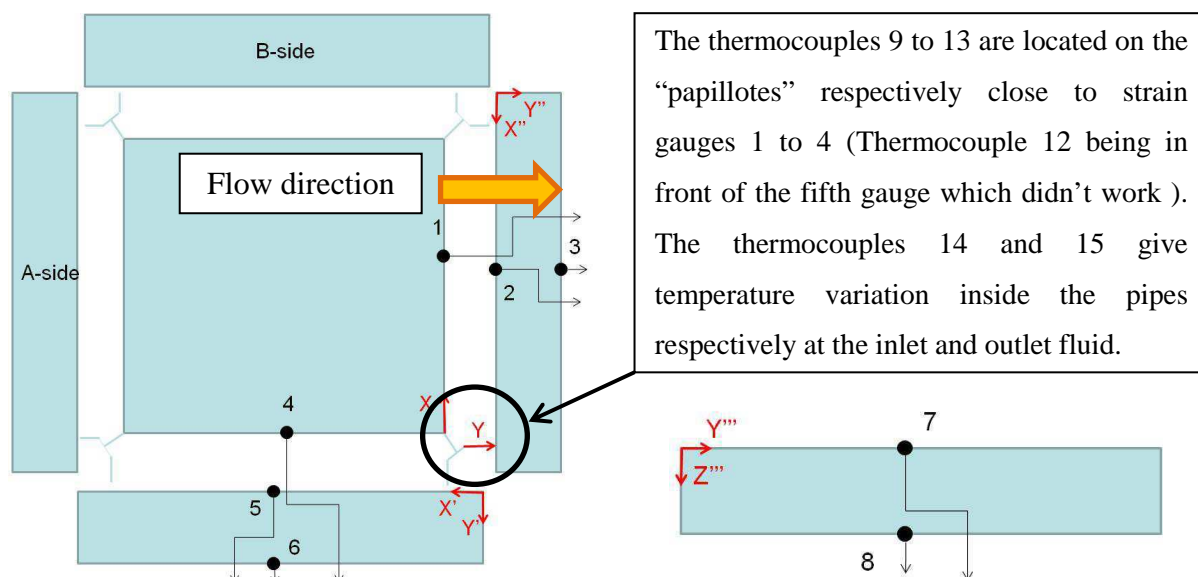 B-side
Y"
X"
Flow direction
1
3
2
A-side
4
X
Y
5
X'
Y'
6
The thermocouples 9 to 13 are located on the
“papillotes” respectively close to strain
gauges 1 to 4 (Thermocouple 12 being in
front of the fifth gauge which didn’t work ).
The thermocouples 14 and 15 give
temperature variation inside the pipes
respectively at the inlet and outlet fluid.
7
Y'''
Z'''
8